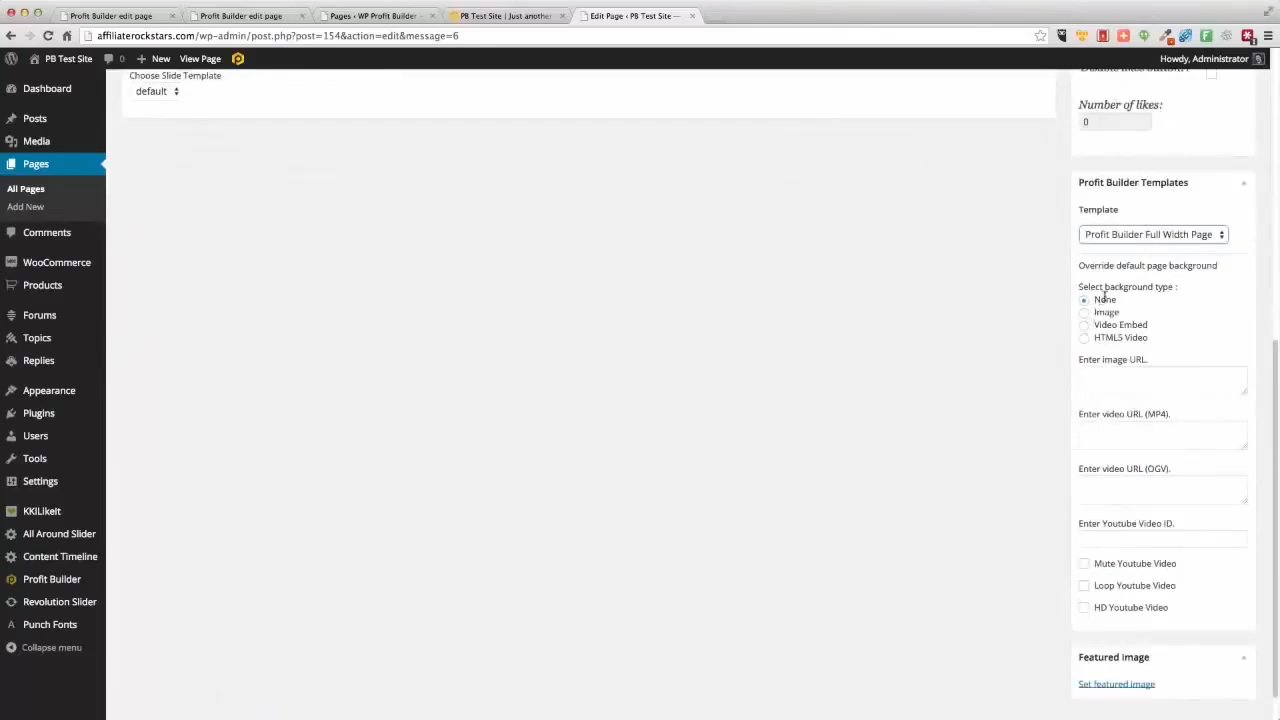 Profit Builder edit page
Profit Builder edit page
Pages ‹ WP Profit Builder –
PB Test Site | Just another
Edit Page ‹ PB Test Site —
affiliaterockstars.com/wp-admin/post.php?post=154&action=edit&message=6
PB Test Site
0
New
View Page
Howdy, Administrator
Dashboard
Posts
Media
Pages
All Pages
Add New
Comments
WooCommerce
Products
Forums
Topics
Replies
Appearance
Plugins
Users
Tools
Settings
KKILikeIt
All Around Slider
Content Timeline
Profit Builder
Revolution Slider
Punch Fonts
Collapse menu
Choose Slide Template
default
Number of likes:
0
Profit Builder Templates
Template
Profit Builder Full Width Page
Override default page background
Select background type :
None
Image
Video Embed
HTML5 Video
Enter image URL.
Enter video URL (MP4).
Enter video URL (OGV).
Enter Youtube Video ID.
Mute Youtube Video
Loop Youtube Video
HD Youtube Video
Featured Image
Set featured image